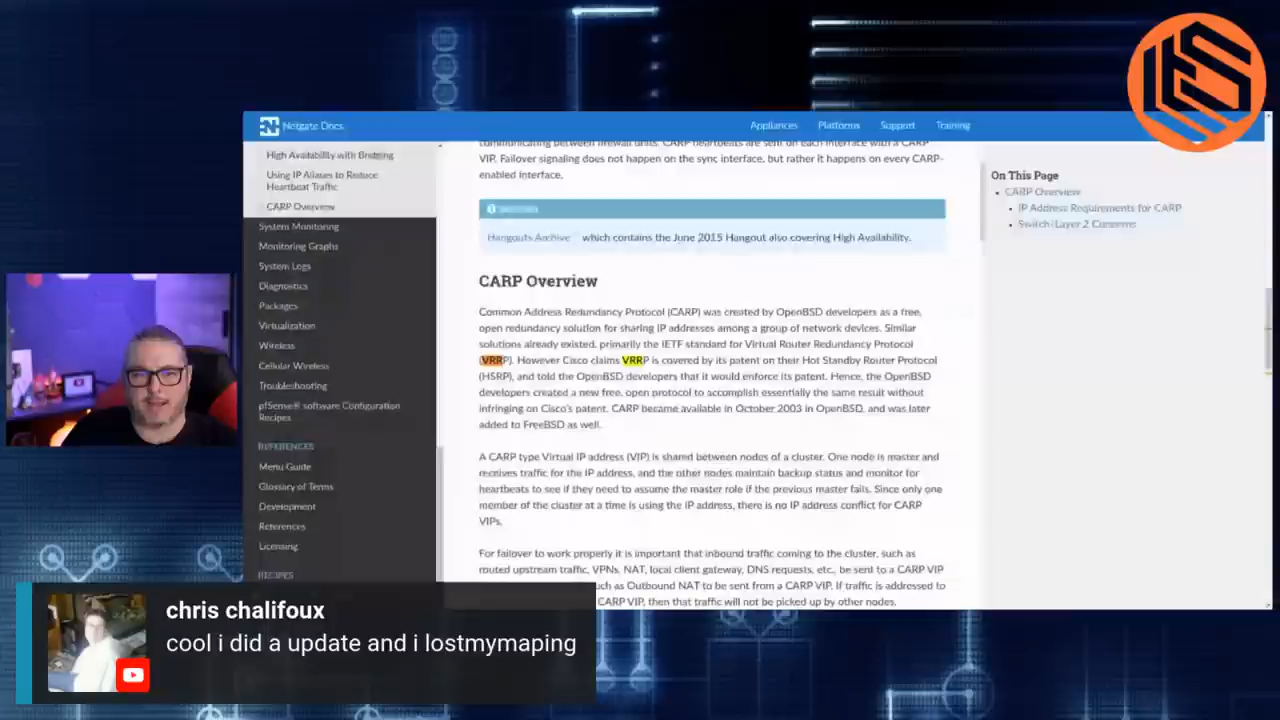 Netgate Docs
Appliances
Platforms
Support
Training
High Availability with Bridging
Using IP Aliases to Reduce
Heartbeat Traffic
CARP Overview
System Monitoring
Monitoring Graphs
System Logs
Diagnostics
Packages
Virtualization
Wireless
Cellular Wireless
Troubleshooting
pfSense® software Configuration
Recipes
REFERENCES
Menu Guide
Glossary of Terms
Development
References
Licensing
RECIPES
communicating between firewall units. CARP heartbeats are sent on each interface with a CARP
VIP. Failover signaling does not happen on the sync interface, but rather it happens on every CARP-
enabled interface.
Hangouts Archive which contains the June 2015 Hangout also covering High Availability.
CARP Overview
Common Address Redundancy Protocol (CARP) was created by OpenBSD developers as a free,
open redundancy solution for sharing IP addresses among a group of network devices. Similar
solutions already existed, primarily the IETF standard for Virtual Router Redundancy Protocol
(VRRP). However Cisco claims VRRP is covered by its patent on their Hot Standby Router Protocol
(HSRP), and told the OpenBSD developers that it would enforce its patent. Hence, the OpenBSD
developers created a new free, open protocol to accomplish essentially the same result without
infringing on Cisco's patent. CARP became available in October 2003 in OpenBSD, and was later
added to FreeBSD as well.
A CARP type Virtual IP address (VIP) is shared between nodes of a cluster. One node is master and
receives traffic for the IP address, and the other nodes maintain backup status and monitor for
heartbeats to see if they need to assume the master role if the previous master fails. Since only one
member of the cluster at a time is using the IP address, there is no IP address conflict for CARP
VIPs.
For failover to work properly it is important that inbound traffic coming to the cluster, such as
routed upstream traffic, VPNs, NAT, local client gateway, DNS requests, etc., be sent to a CARP VIP
such as Outbound NAT to be sent from a CARP VIP. If traffic is addressed to
CARP VIP, then that traffic will not be picked up by other nodes.
On This Page
CARP Overview
IP Address Requirements for CARP
Switch/Layer 2 Concerns
chris chalifoux
cool i did a update and i lostmymaping